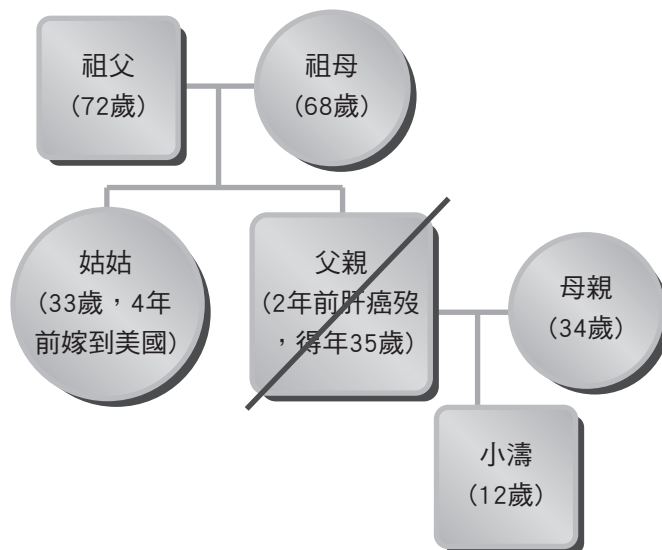 祖父
(72歲)
祖母
(68歲)
姑姑
(33歲，4年
前嫁到美國)
父親
(2年前肝癌歿
，得年35歲)
母親
(34歲)
小濤
(12歲)